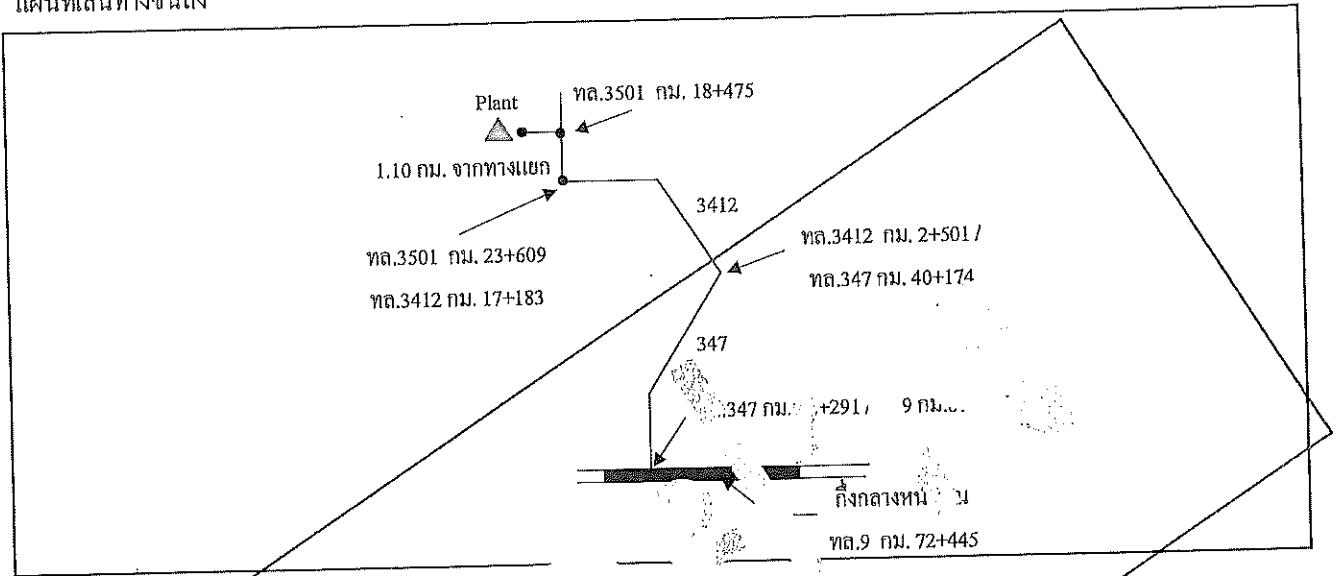 แผนที่เส้นทางขนส่ง
ทล.3501 กม. 18+475
Plant
1.10 กม. จากทางแยก
3412
ทล.3501 กม. 23+609
ทล.3412 กม. 17+183
ทล.3412 กม. 2+501 /
ทล.347 กม. 40+174
347
347 กม. +291 / 9 กม.
กึ่งกลาง
ทล.9 กม. 72+445